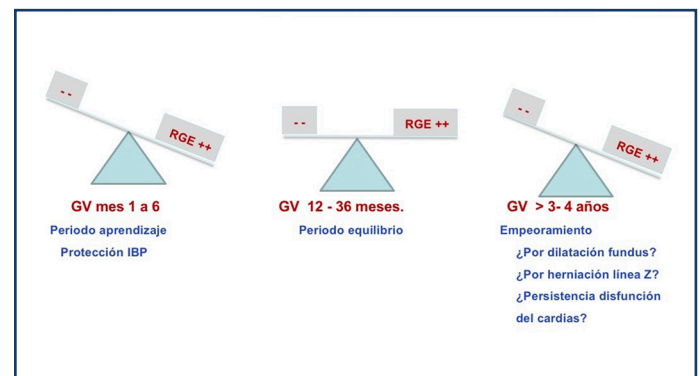 - -
RGE ++
GV mes 1 a 6
Periodo aprendizaje
Protección IBP
- -
RGE ++
GV 12 - 36 meses.
Periodo equilibrio
- -
RGE ++
GV > 3- 4 años
Empeoramiento
¿Por dilatación fundus?
¿Por herniación línea Z?
¿Persistencia disfunción
del cardias?